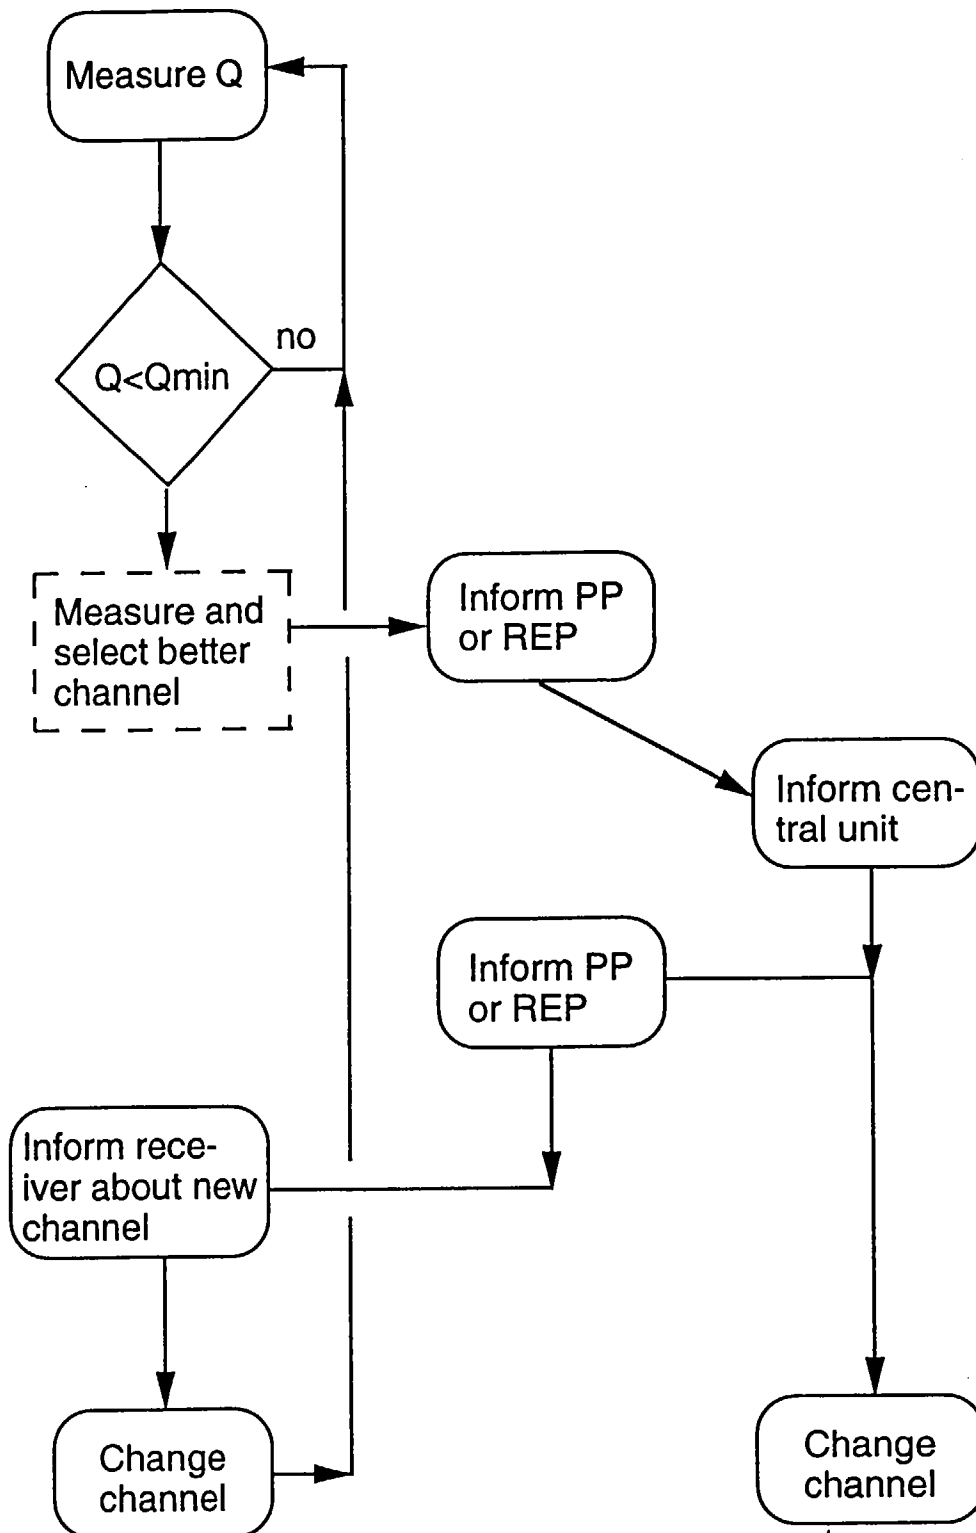 Measure Q
no
Q<Qmin
Measure and
select better
channel
Inform PP
or REP
Inform cen-
tral unit
Inform PP
or REP
Inform rece-
iver about new
channel
Change
channel
Change
channel